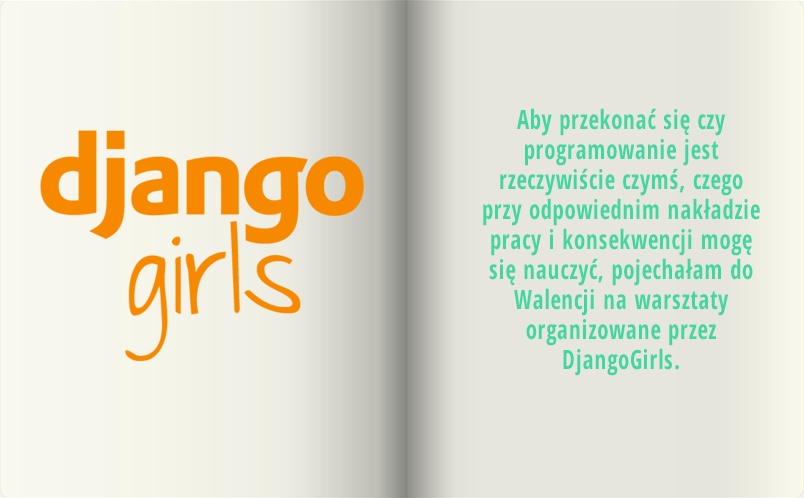 django
girls
Aby przekonać się czy
programowanie jest
rzeczywiście czymś, czego
przy odpowiednim nakładzie
pracy i konsekwencji mogę
się nauczyć, pojechałam do
Walencji na warsztaty
organizowane przez
DjangoGirls.